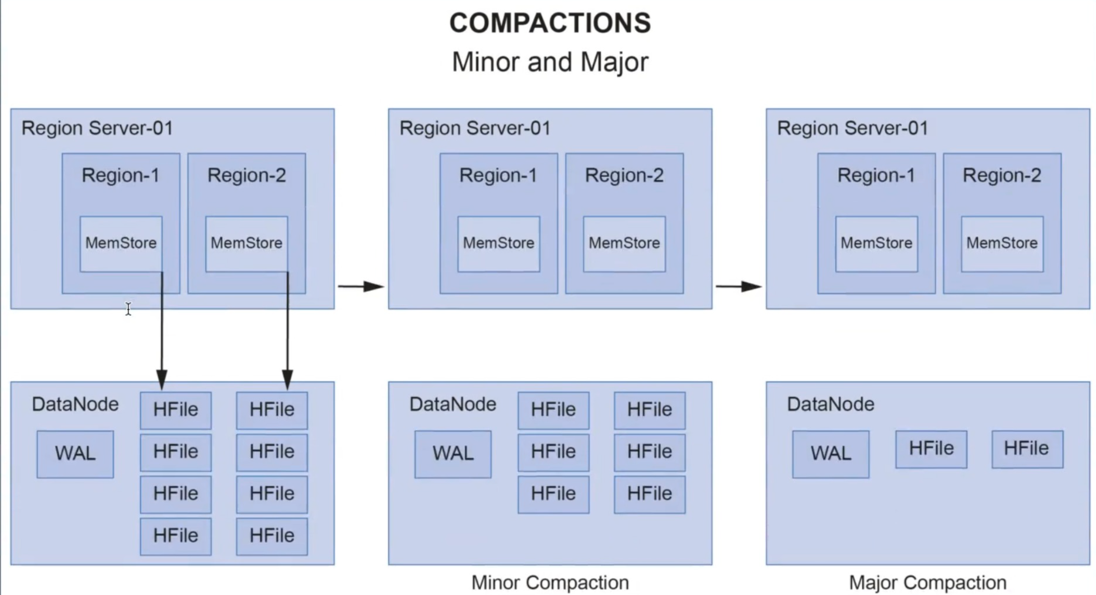 COMPACTIONS
Minor and Major
Region Server-01
Region-1
Region-2
MemStore
MemStore
Region Server-01
Region-1
Region-2
MemStore
MemStore
Region Server-01
Region-1
Region-2
MemStore
MemStore
DataNode
WAL
HFile
HFile
HFile
HFile
HFile
HFile
HFile
HFile
DataNode
WAL
HFile
HFile
HFile
HFile
HFile
HFile
Minor Compaction
DataNode
WAL
HFile
HFile
Major Compaction